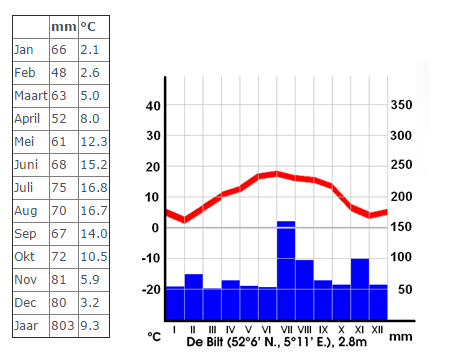 mm °C
Jan 66 2.1
Feb 48 2.6
Maart 63 5.0
April 52 8.0
Mei 61 12.3
Juni 68 15.2
Juli 75 16.8
Aug 70 16.7
Sep 67 14.0
Okt 72 10.5
Nov 81 5.9
Dec 80 3.2
Jaar 803 9.3
40 350
30 300
20 250
10 200
0 150
-10 100
-20 50
°C I II III IV V VI VII VIII IX X XI XII mm
De Bilt (52°6' N., 5°11' E.), 2.8m